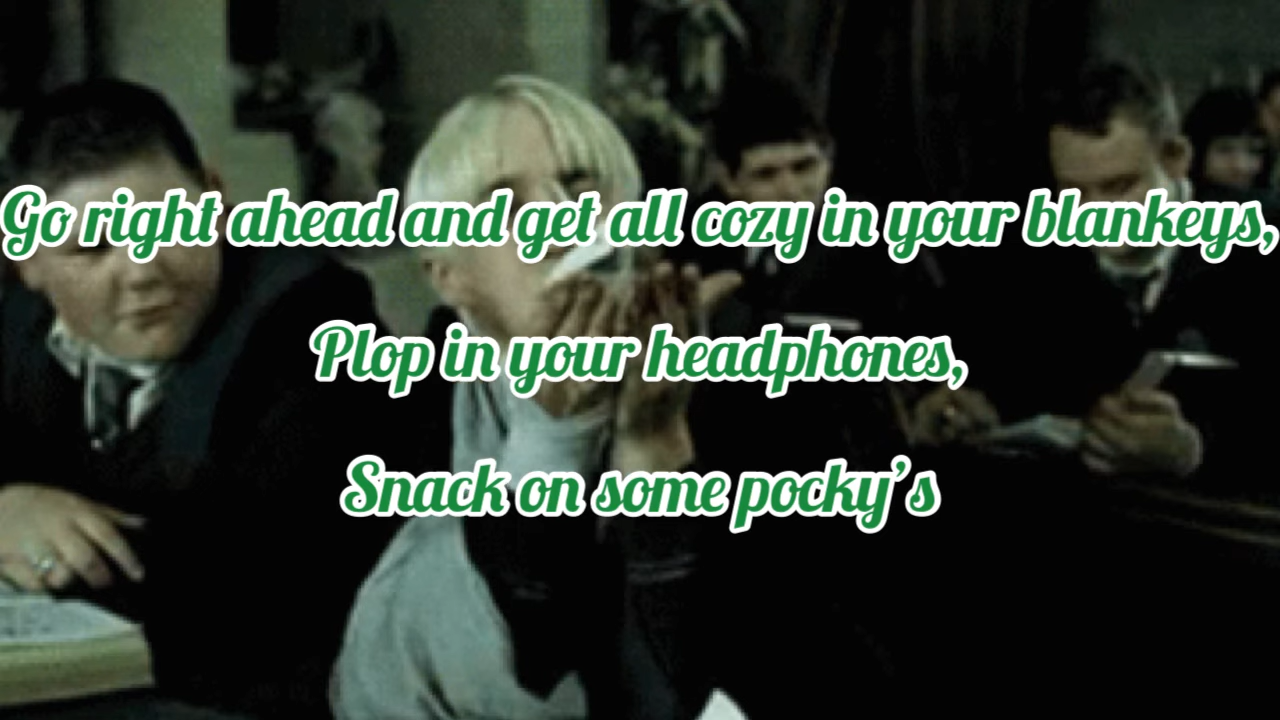 Go right ahead and get all cozy in your blankeys,
Plop in your headphones,
Snack on some pocky’s